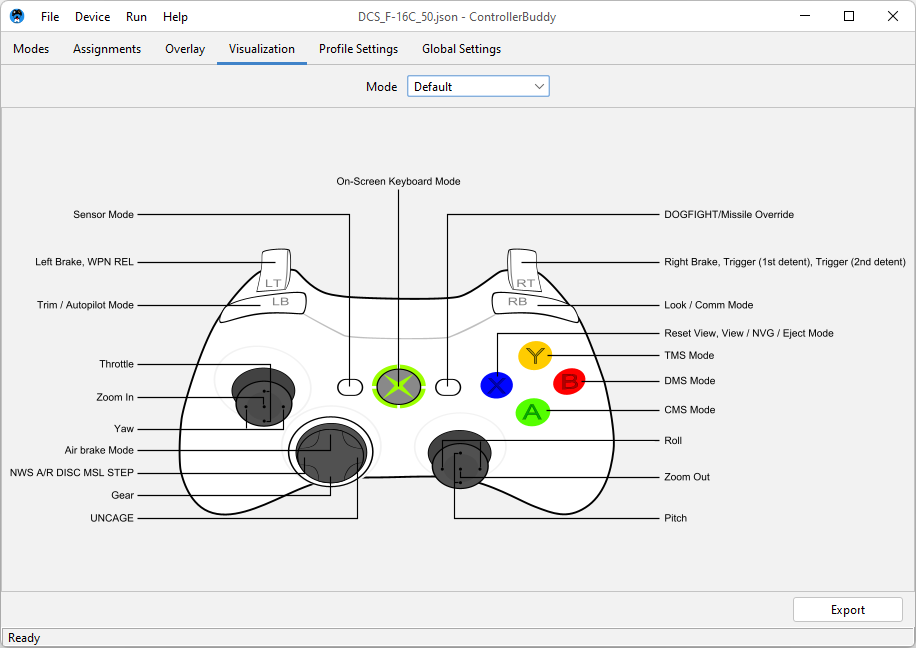 DCS_F-16C_50.json - ControllerBuddy
File Device Run Help
Modes Assignments Overlay Visualization Profile Settings Global Settings
Mode Default
On-Screen Keyboard Mode
Sensor Mode
DOGFIGHT/Missile Override
Left Brake, WPN REL
Right Brake, Trigger (1st detent), Trigger (2nd detent)
LT
RT
Trim / Autopilot Mode
LB
RB
Look / Comm Mode
Reset View, View / NVG / Eject Mode
Y
TMS Mode
Throttle
X
B
DMS Mode
Zoom In
A
CMS Mode
Yaw
Roll
Air brake Mode
NWS A/R DISC MSL STEP
Zoom Out
Gear
UNCAGE
Pitch
Export
Ready